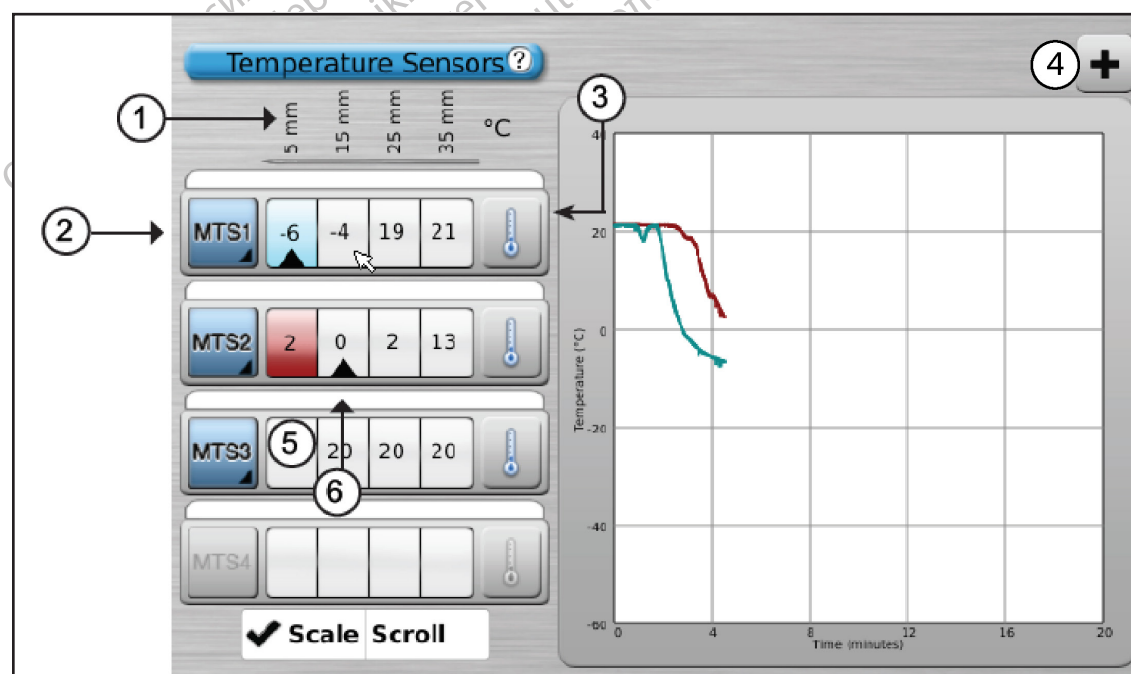 Temperature Sensors ?
4 +
1
5 mm 15 mm 25 mm 35 mm °C
3
2
MTS1 -6 -4 19 21
MTS2 2 0 2 13
MTS3 5 20 20 20
6
MTS4
✔ Scale Scroll
40
20
0
-20
-40
-60
Temperature (°C)
0 4 8 12 16 20
Time (minutes)